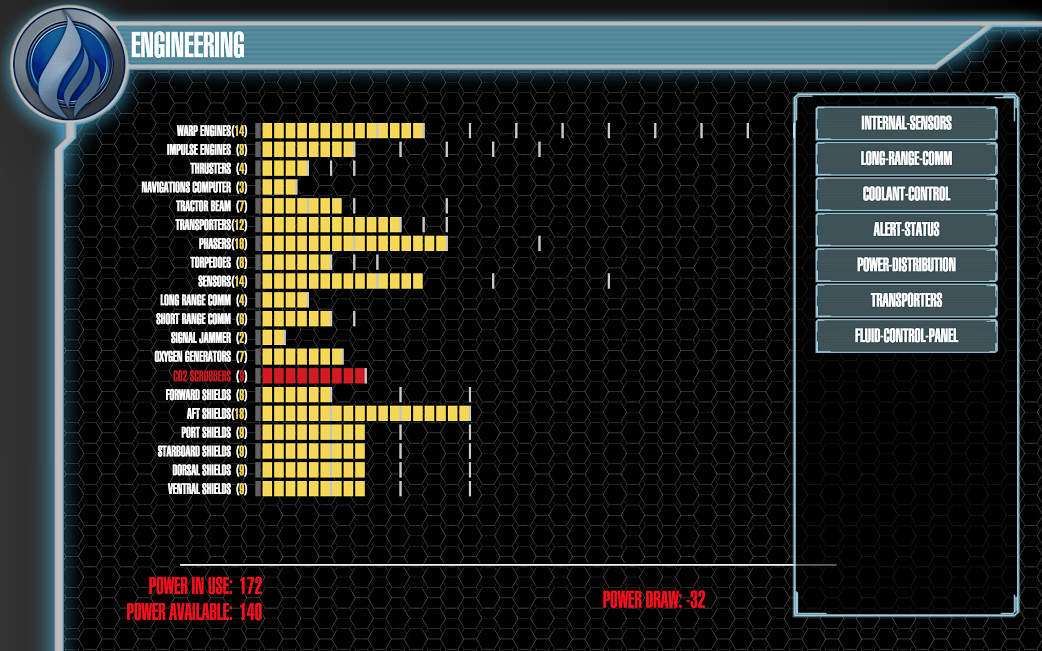 ENGINEERING
WARP ENGINES(14)
IMPULSE ENGINES (8)
THRUSTERS (4)
NAVIGATIONS COMPUTER (3)
TRACTOR BEAM (7)
TRANSPORTERS(12)
PHASERS(16)
TORPEDOES (6)
SENSORS(14)
LONG RANGE COMM (4)
SHORT RANGE COMM (6)
SIGNAL JAMMER (2)
OXYGEN GENERATORS (7)
CO2 SCRUBBERS (9)
FORWARD SHIELDS (6)
AFT SHIELDS(18)
PORT SHIELDS (9)
STARBOARD SHIELDS (9)
DORSAL SHIELDS (9)
VENTRAL SHIELDS (9)
POWER IN USE: 172
POWER AVAILABLE: 140
POWER DRAW: -32
INTERNAL-SENSORS
LONG-RANGE-COMM
COOLANT-CONTROL
ALERT-STATUS
POWER-DISTRIBUTION
TRANSPORTERS
FLUID-CONTROL-PANEL